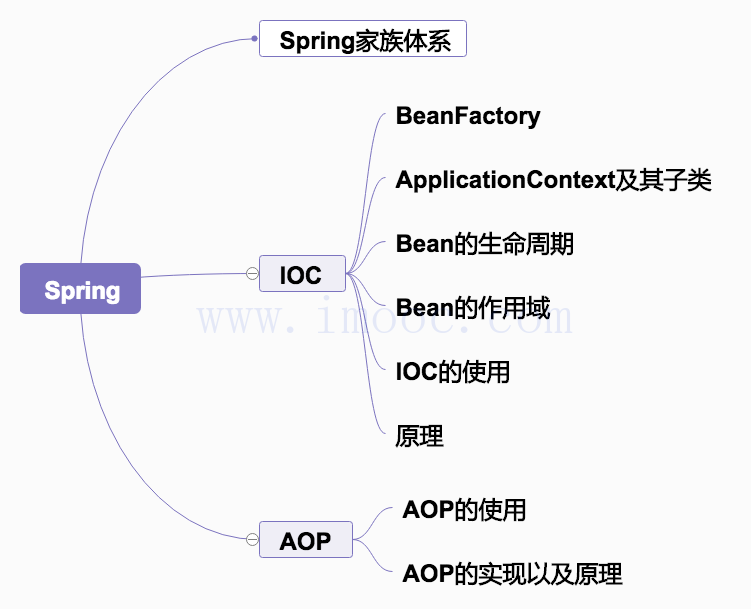 Spring家族体系
BeanFactory
ApplicationContext及其子类
Bean的生命周期
Spring
IOC
Bean的作用域
www.imooc.com
IOC的使用
原理
AOP的使用
AOP
AOP的实现以及原理